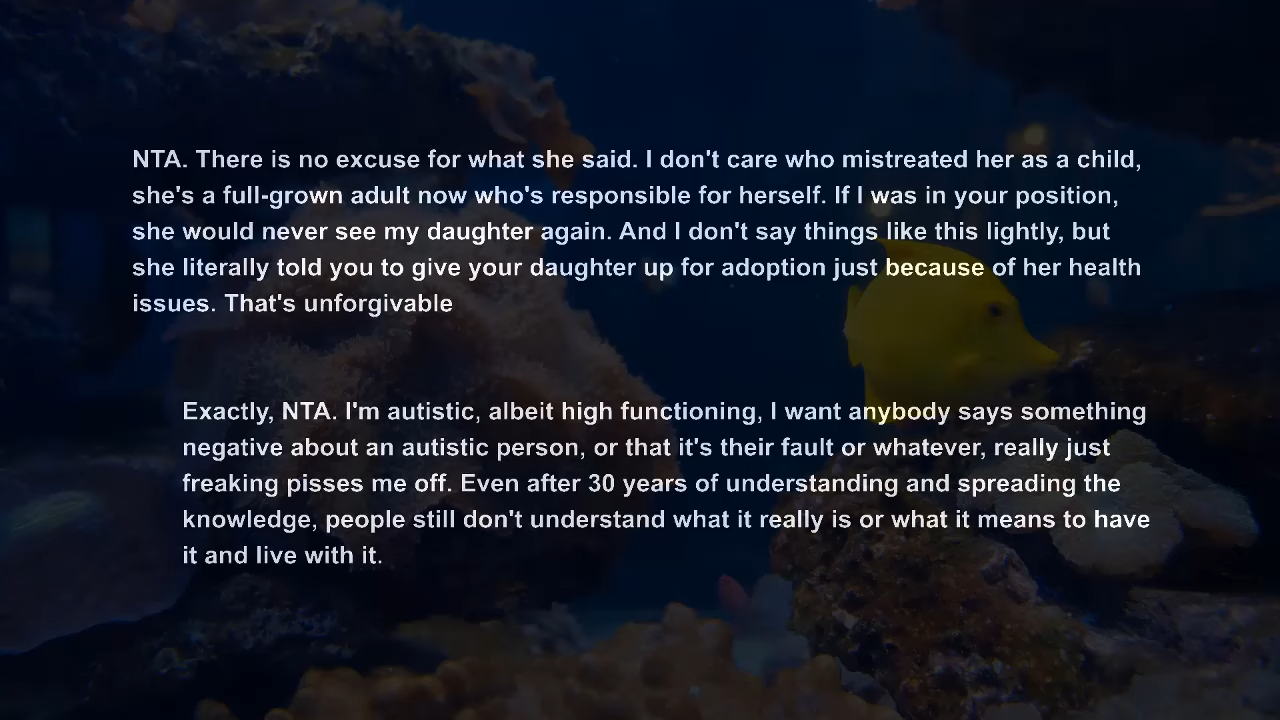 NTA. There is no excuse for what she said. I don't care who mistreated her as a child,
she's a full-grown adult now who's responsible for herself. If I was in your position,
she would never see my daughter again. And I don't say things like this lightly, but
she literally told you to give your daughter up for adoption just because of her health
issues. That's unforgivable
Exactly, NTA. I'm autistic, albeit high functioning, I want anybody says something
negative about an autistic person, or that it's their fault or whatever, really just
freaking pisses me off. Even after 30 years of understanding and spreading the
knowledge, people still don't understand what it really is or what it means to have
it and live with it.